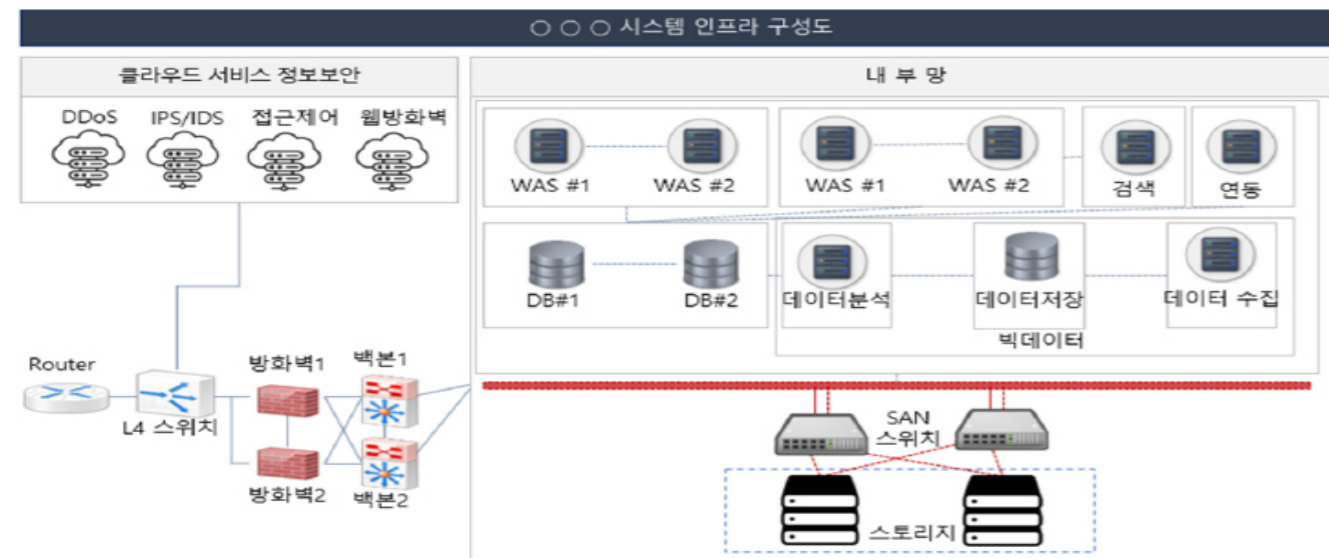 ○ ○ ○ 시스템 인프라 구성도
클라우드 서비스 정보보안
DDoS IPS/IDS 접근제어 웹방화벽
내 부 망
WAS #1 WAS #2 WAS #1 WAS #2 검색 연동
DB#1 DB#2 데이터분석 데이터저장 데이터 수집
빅데이터
Router
L4 스위치
방화벽1
백본1
방화벽2
백본2
SAN
스위치
스토리지